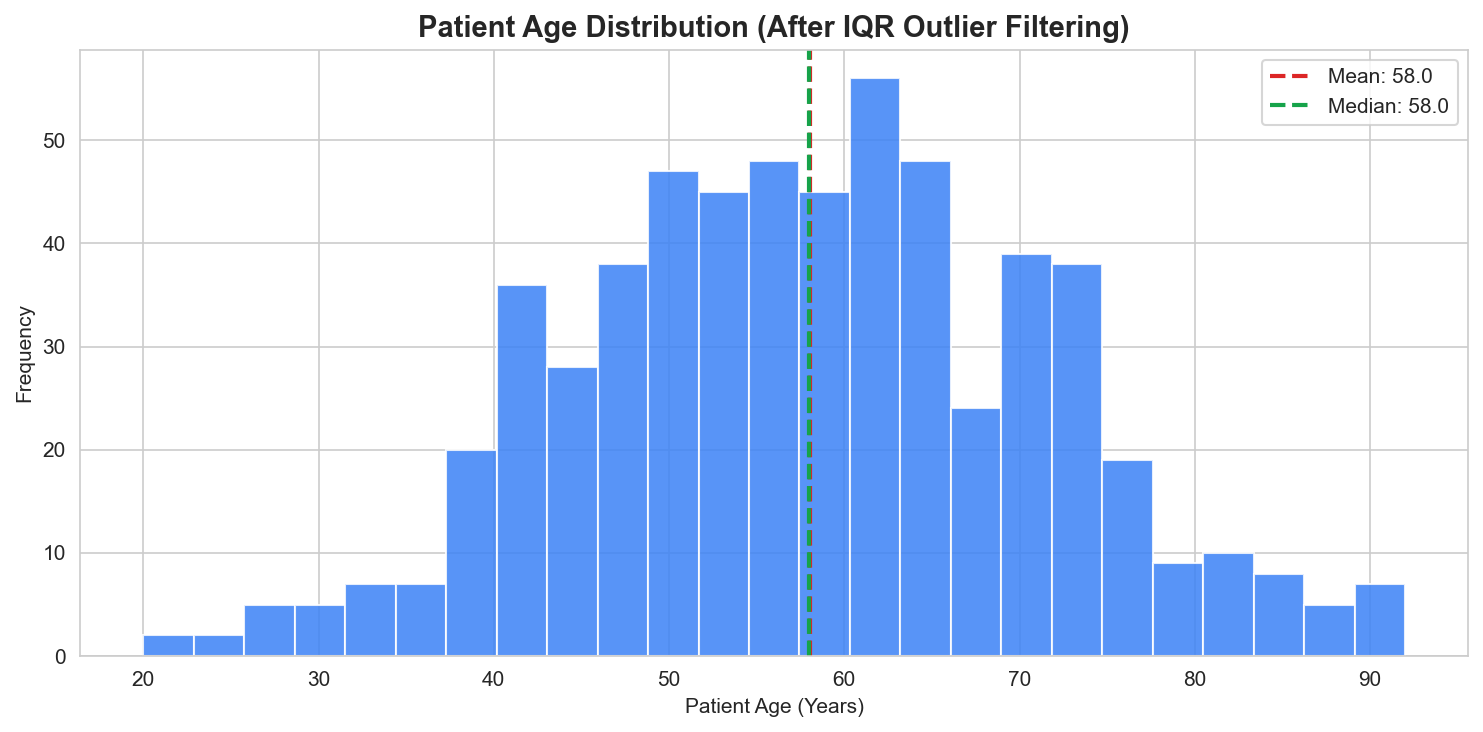 Patient Age Distribution (After IQR Outlier Filtering)
Mean: 58.0
Median: 58.0
Frequency
50
40
30
20
10
0
20 30 40 50 60 70 80 90
Patient Age (Years)